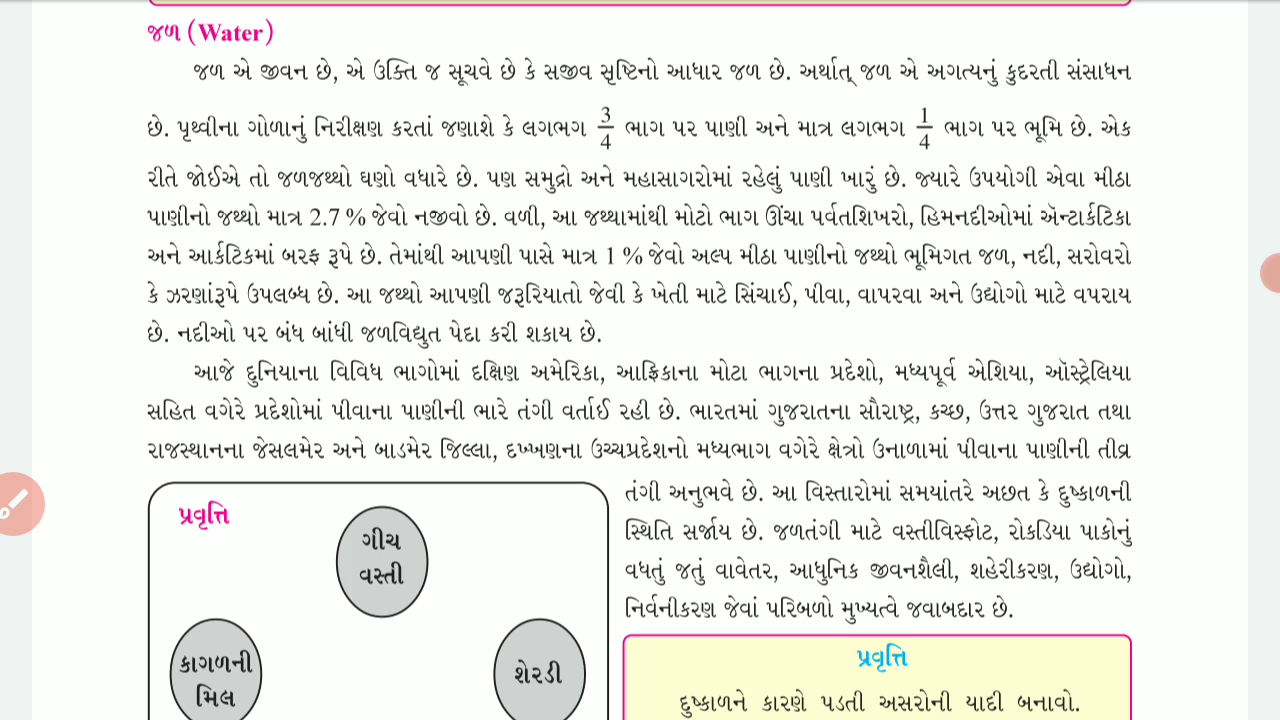 જળ (Water)
જળ એ જીવન છે, એ ઉક્તિ જ સૂચવે છે કે સજીવ સૃષ્ટિનો આધાર જળ છે. અર્થાત્ જળ એ અગત્યનું કુદરતી સંસાધન
છે. પૃથ્વીના ગોળાનું નિરીક્ષણ કરતાં જણાશે કે લગભગ 3/4 ભાગ પર પાણી અને માત્ર લગભગ 1/4 ભાગ પર ભૂમિ છે. એક
રીતે જોઈએ તો જળજથ્થો ઘણો વધારે છે. પણ સમુદ્રો અને મહાસાગરોમાં રહેલું પાણી ખારું છે. જ્યારે ઉપયોગી એવા મીઠા
પાણીનો જથ્થો માત્ર 2.7 % જેવો નજીવો છે. વળી, આ જથ્થામાંથી મોટો ભાગ ઊંચા પર્વતશિખરો, હિમનદીઓમાં ઍન્ટાર્કટિકા
અને આર્કટિકમાં બરફ રૂપે છે. તેમાંથી આપણી પાસે માત્ર 1 % જેવો અલ્પ મીઠા પાણીનો જથ્થો ભૂમિગત જળ, નદી, સરોવરો
કે ઝરણાંરૂપે ઉપલબ્ધ છે. આ જથ્થો આપણી જરૂરિયાતો જેવી કે ખેતી માટે સિંચાઈ, પીવા, વાપરવા અને ઉદ્યોગો માટે વપરાય
છે. નદીઓ પર બંધ બાંધી જળવિદ્યુત પેદા કરી શકાય છે.
આજે દુનિયાના વિવિધ ભાગોમાં દક્ષિણ અમેરિકા, આફ્રિકાના મોટા ભાગના પ્રદેશો, મધ્યપૂર્વ એશિયા, ઑસ્ટ્રેલિયા
સહિત વગેરે પ્રદેશોમાં પીવાના પાણીની ભારે તંગી વર્તાઈ રહી છે. ભારતમાં ગુજરાતના સૌરાષ્ટ્ર, કચ્છ, ઉત્તર ગુજરાત તથા
રાજસ્થાનના જેસલમેર અને બાડમેર જિલ્લા, દખ્ખણના ઉચ્ચપ્રદેશનો મધ્યભાગ વગેરે ક્ષેત્રો ઉનાળામાં પીવાના પાણીની તીવ્ર
તંગી અનુભવે છે. આ વિસ્તારોમાં સમયાંતરે અછત કે દુષ્કાળની
સ્થિતિ સર્જાય છે. જળતંગી માટે વસ્તીવિસ્ફોટ, રોકડિયા પાકોનું
વધતું જતું વાવેતર, આધુનિક જીવનશૈલી, શહેરીકરણ, ઉદ્યોગો,
નિર્વનીકરણ જેવાં પરિબળો મુખ્યત્વે જવાબદાર છે.
પ્રવૃત્તિ
ગીચ
વસ્તી
કાગળની
મિલ
શેરડી
પ્રવૃત્તિ
દુષ્કાળને કારણે પડતી અસરોની યાદી બનાવો.